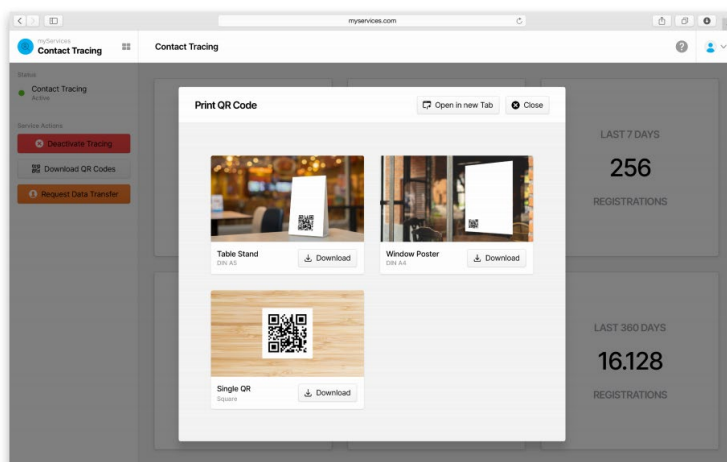 myservices.com
myServices
Contact Tracing
Contact Tracing
Status
Contact Tracing
Active
Service Actions
Deactivate Tracing
Download QR Codes
Request Data Transfer
Print QR Code
Open in new Tab
Close
Table Stand
DIN A5
Download
Window Poster
DIN A4
Download
Single QR
Square
Download
LAST 7 DAYS
256
REGISTRATIONS
LAST 360 DAYS
16.128
REGISTRATIONS